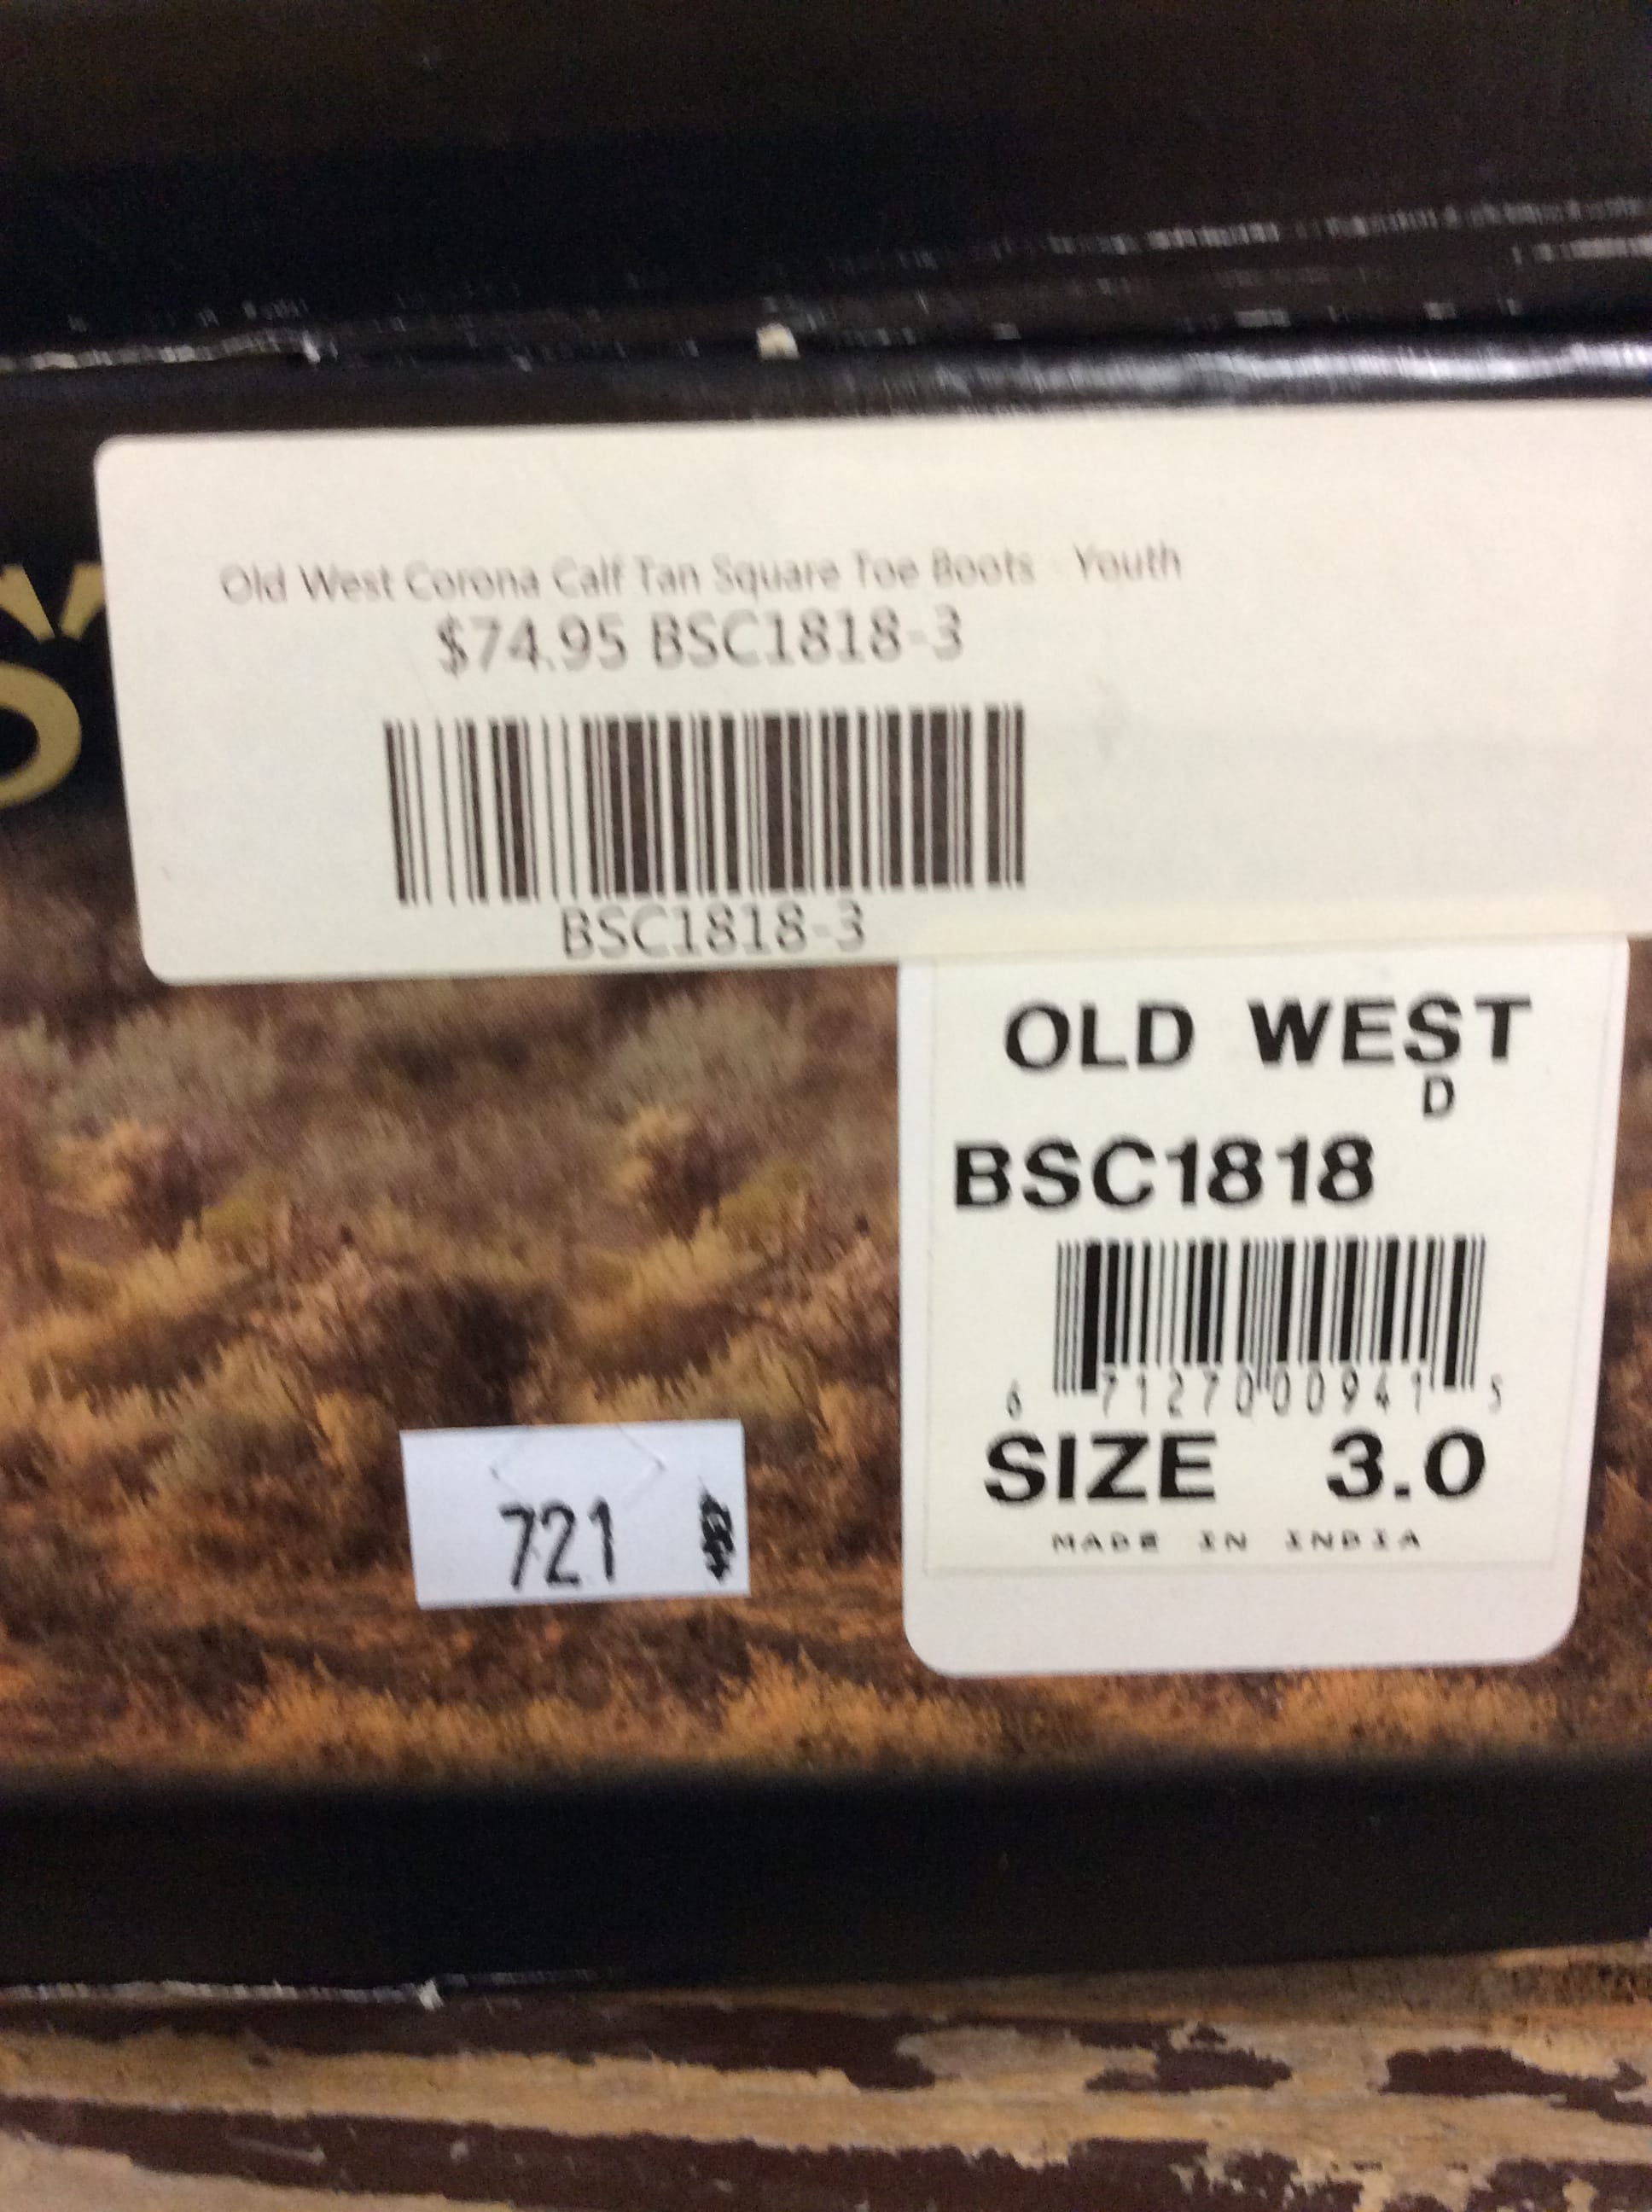 Old West Corona Calf Tan Square Toe Boots - Youth
$74.95 BSC1818-3
BSC1818-3
OLD WEST
D
BSC1818
6 71270 00941 5
SIZE 3.0
MADE IN INDIA
721